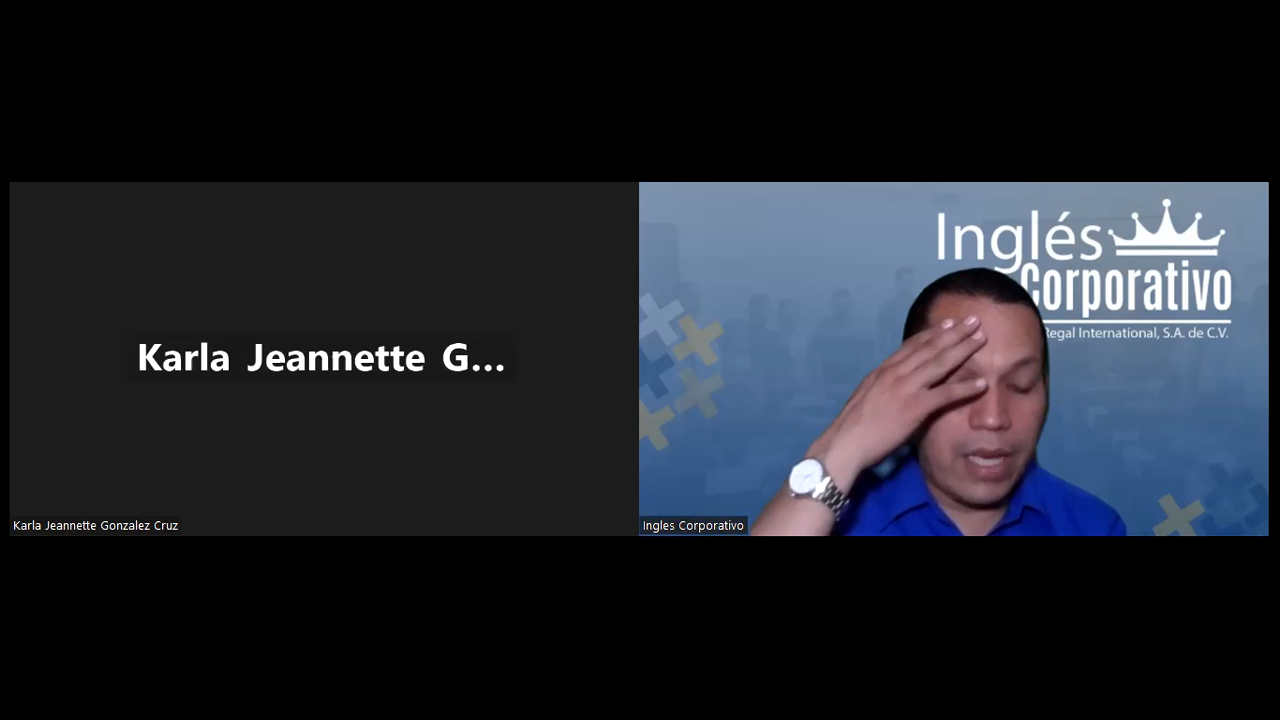 Karla Jeannette G...
Karla Jeannette Gonzalez Cruz
Inglés
Corporativo
Regal International, S.A. de C.V.
Ingles Corporativo